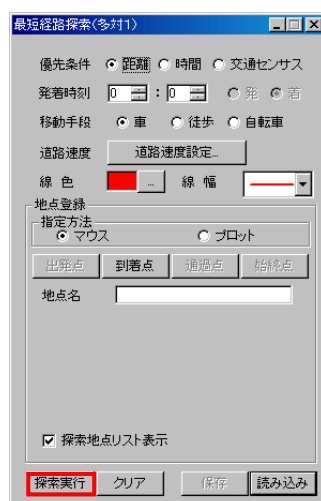 最短経路探索(多対1)
優先条件 距離 時間 交通センサス
発着時刻 0 : 0 発 着
移動手段 車 徒歩 自転車
道路速度 道路速度設定...
線 色 ... 線 幅
地点登録
指定方法
マウス プロット
出発点 到着点 通過点 始終点
地点名
探索地点リスト表示
探索実行 クリア 保存 読み込み